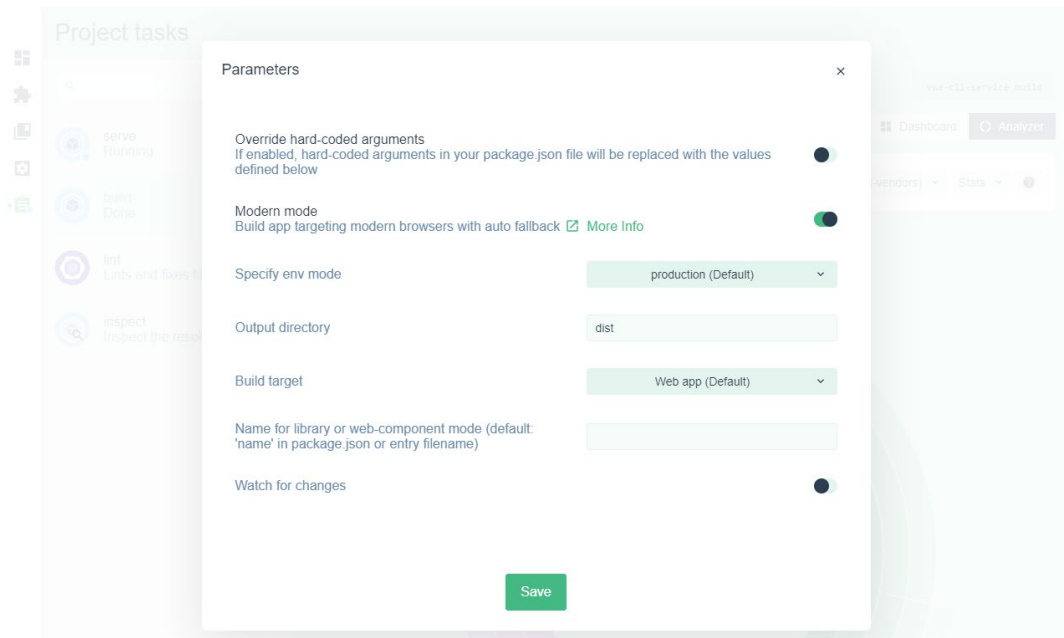 Project tasks
Parameters
×
vue-cli-service build
Override hard-coded arguments
If enabled, hard-coded arguments in your package.json file will be replaced with the values
defined below
serve
Running
Dashboard
Analyzer
Modern mode
Build app targeting modern browsers with auto fallback More Info
build
Done
-vendors)
Stats
lint
Lints and fixes
Specify env mode
production (Default)
inspect
Inspect the
Output directory
dist
Build target
Web app (Default)
Name for library or web-component mode (default:
'name' in package.json or entry filename)
Watch for changes
Save